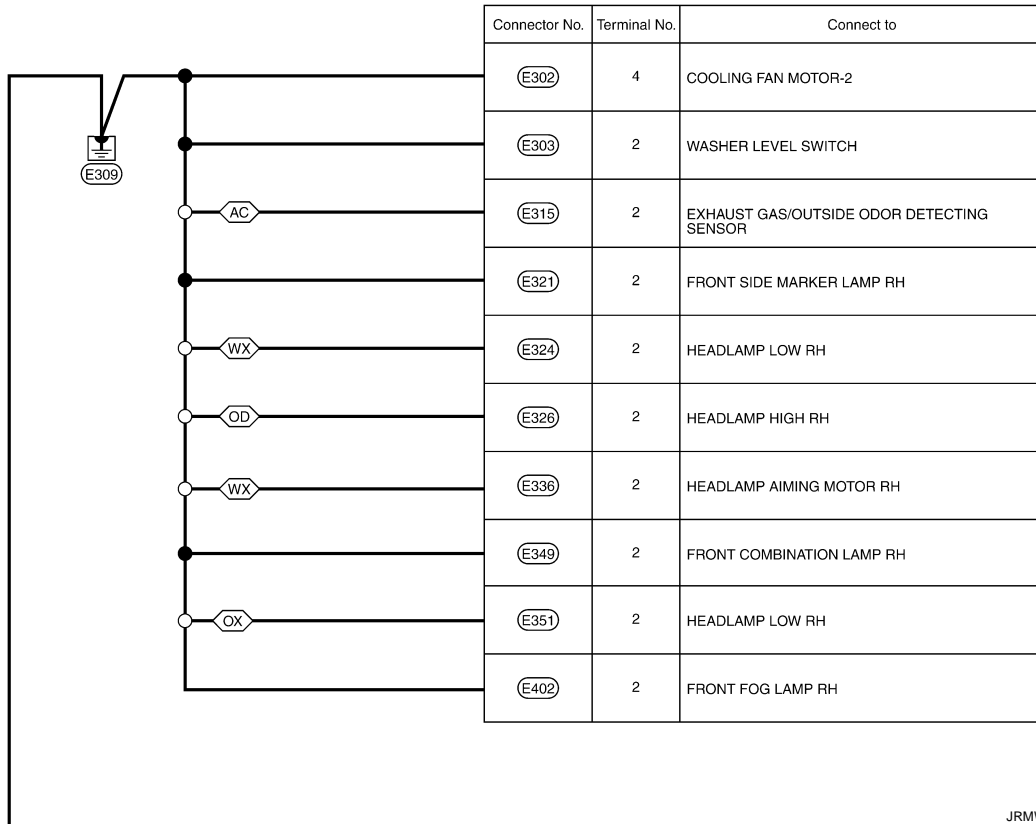 Connector No. Terminal No. Connect to
E302 4 COOLING FAN MOTOR-2
E309
E303 2 WASHER LEVEL SWITCH
AC E315 2 EXHAUST GAS/OUTSIDE ODOR DETECTING
SENSOR
E321 2 FRONT SIDE MARKER LAMP RH
WX E324 2 HEADLAMP LOW RH
OD E326 2 HEADLAMP HIGH RH
WX E336 2 HEADLAMP AIMING MOTOR RH
E349 2 FRONT COMBINATION LAMP RH
OX E351 2 HEADLAMP LOW RH
E402 2 FRONT FOG LAMP RH